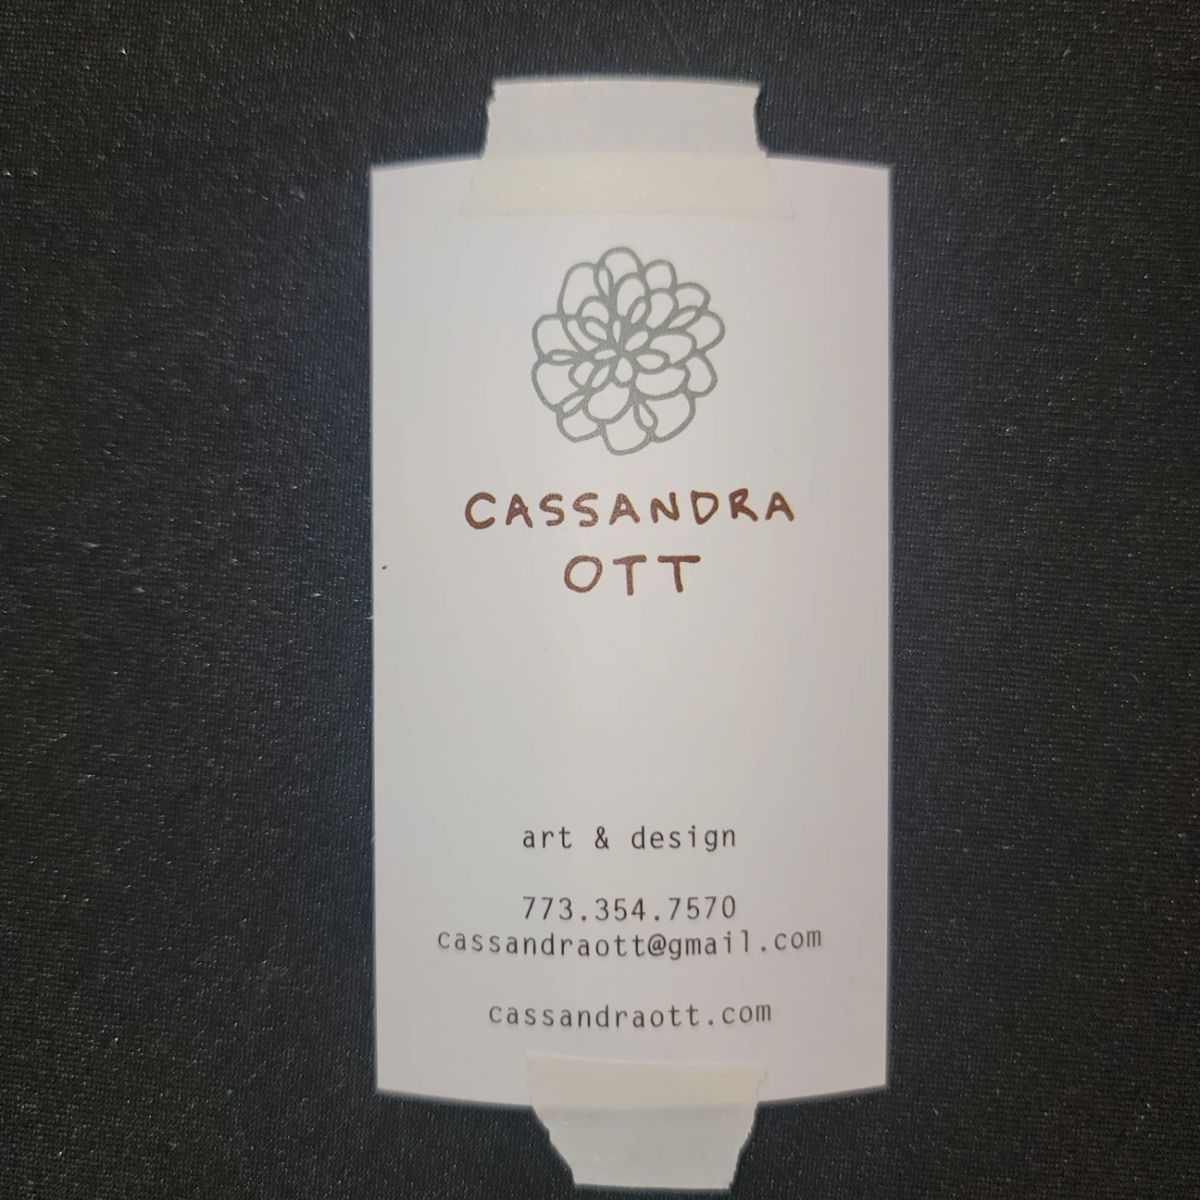 CASSANDRA
OTT
art & design
773.354.7570
cassandraott@gmail.com
cassandraott.com